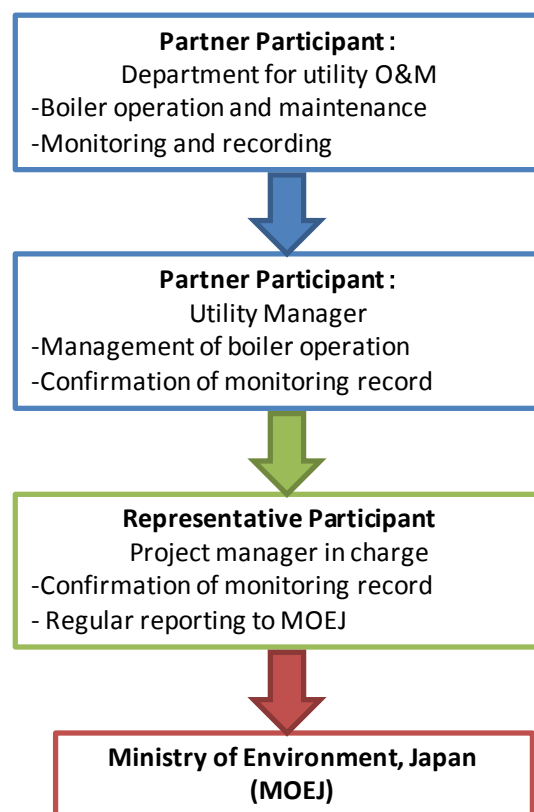 Partner Participant :
Department for utility O&M
-Boiler operation and maintenance
-Monitoring and recording
Partner Participant :
Utility Manager
-Management of boiler operation
-Confirmation of monitoring record
Representative Participant
Project manager in charge
-Confirmation of monitoring record
- Regular reporting to MOEJ
Ministry of Environment, Japan
(MOEJ)